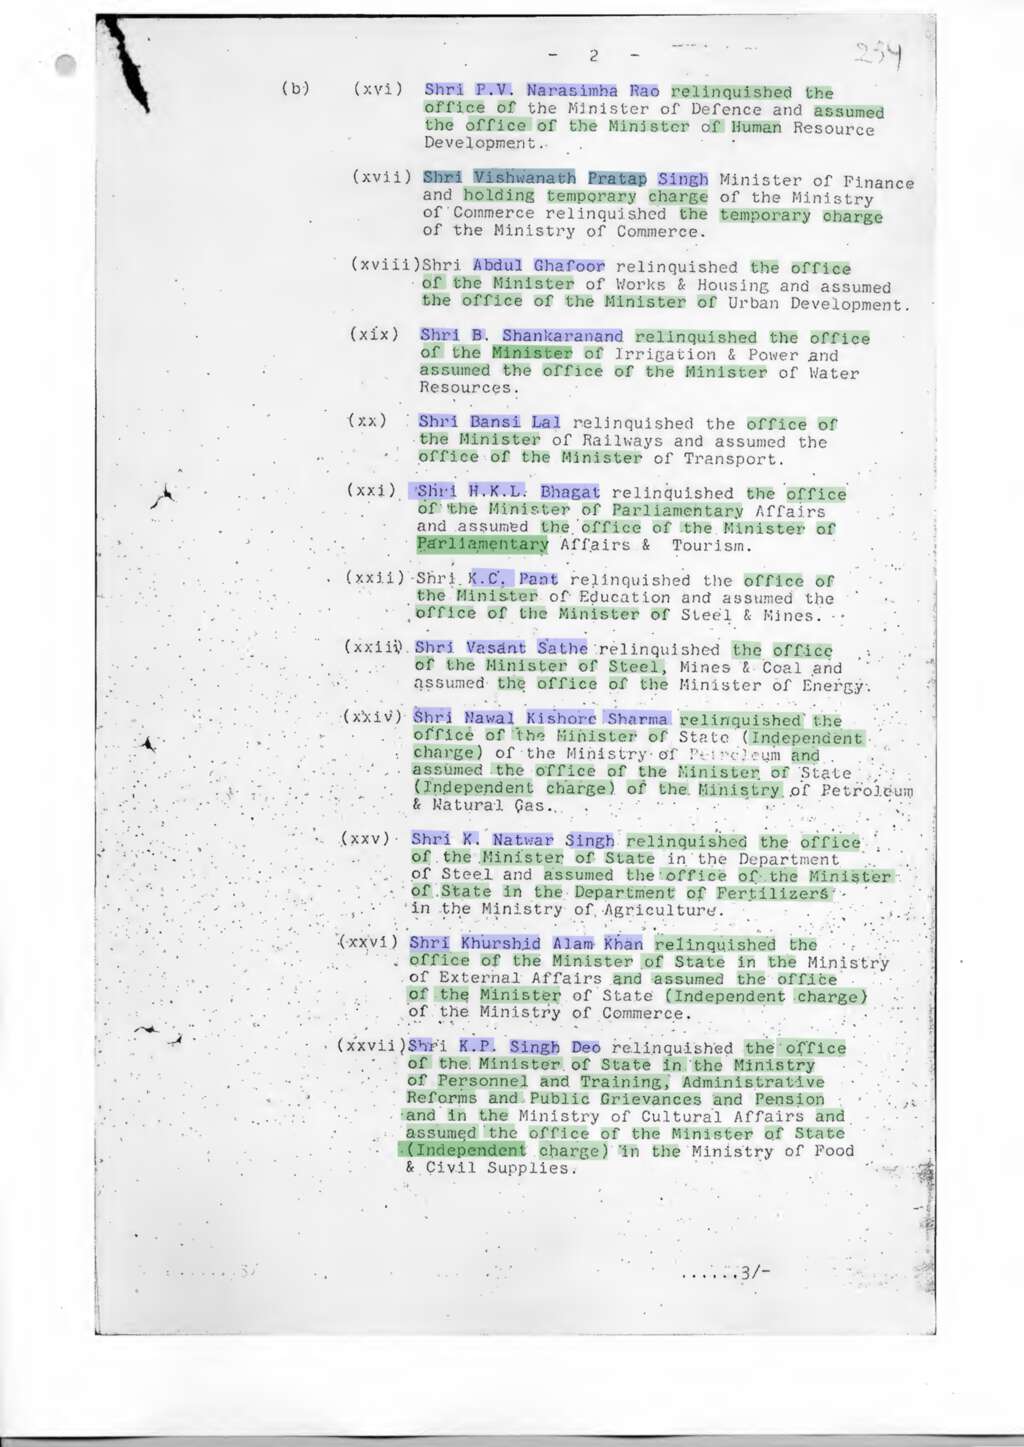 - 2 -
234
(b) (xvi) Shri P.V. Narasimha Rao relinquished the
office of the Minister of Defence and assumed
the office of the Minister of Human Resource
Development.
(xvii) Shri Vishwanath Pratap Singh Minister of Finance
and holding temporary charge of the Ministry
of Commerce relinquished the temporary charge
of the Ministry of Commerce.
(xviii)Shri Abdul Ghafoor relinquished the office
of the Minister of Works & Housing and assumed
the office of the Minister of Urban Development.
(xix) Shri B. Shankaranand relinquished the office
of the Minister of Irrigation & Power and
assumed the office of the Minister of Water
Resources.
(xx) Shri Bansi Lal relinquished the office of
the Minister of Railways and assumed the
office of the Minister of Transport.
(xxi) Shri H.K.L. Bhagat relinquished the office
of the Minister of Parliamentary Affairs
and assumed the office of the Minister of
Parliamentary Affairs & Tourism.
(xxii) Shri K.C. Pant relinquished the office of
the Minister of Education and assumed the
office of the Minister of Steel & Mines.
(xxiii) Shri Vasant Sathe relinquished the office
of the Minister of Steel, Mines & Coal and
assumed the office of the Minister of Energy.
(xxiv) Shri Nawal Kishore Sharma relinquished the
office of the Minister of State (Independent
charge) of the Ministry of Petroleum and
assumed the office of the Minister of State
(Independent charge) of the Ministry of Petroleum
& Natural Gas.
(xxv) Shri K. Natwar Singh relinquished the office
of the Minister of State in the Department
of Steel and assumed the office of the Minister
of State in the Department of Fertilizers
in the Ministry of Agriculture.
(xxvi) Shri Khurshid Alam Khan relinquished the
office of the Minister of State in the Ministry
of External Affairs and assumed the office
of the Minister of State (Independent charge)
of the Ministry of Commerce.
(xxvii)Shri K.P. Singh Deo relinquished the office
of the Minister of State in the Ministry
of Personnel and Training, Administrative
Reforms and Public Grievances and Pension
and in the Ministry of Cultural Affairs and
assumed the office of the Minister of State
(Independent charge) in the Ministry of Food
& Civil Supplies.
......3/-